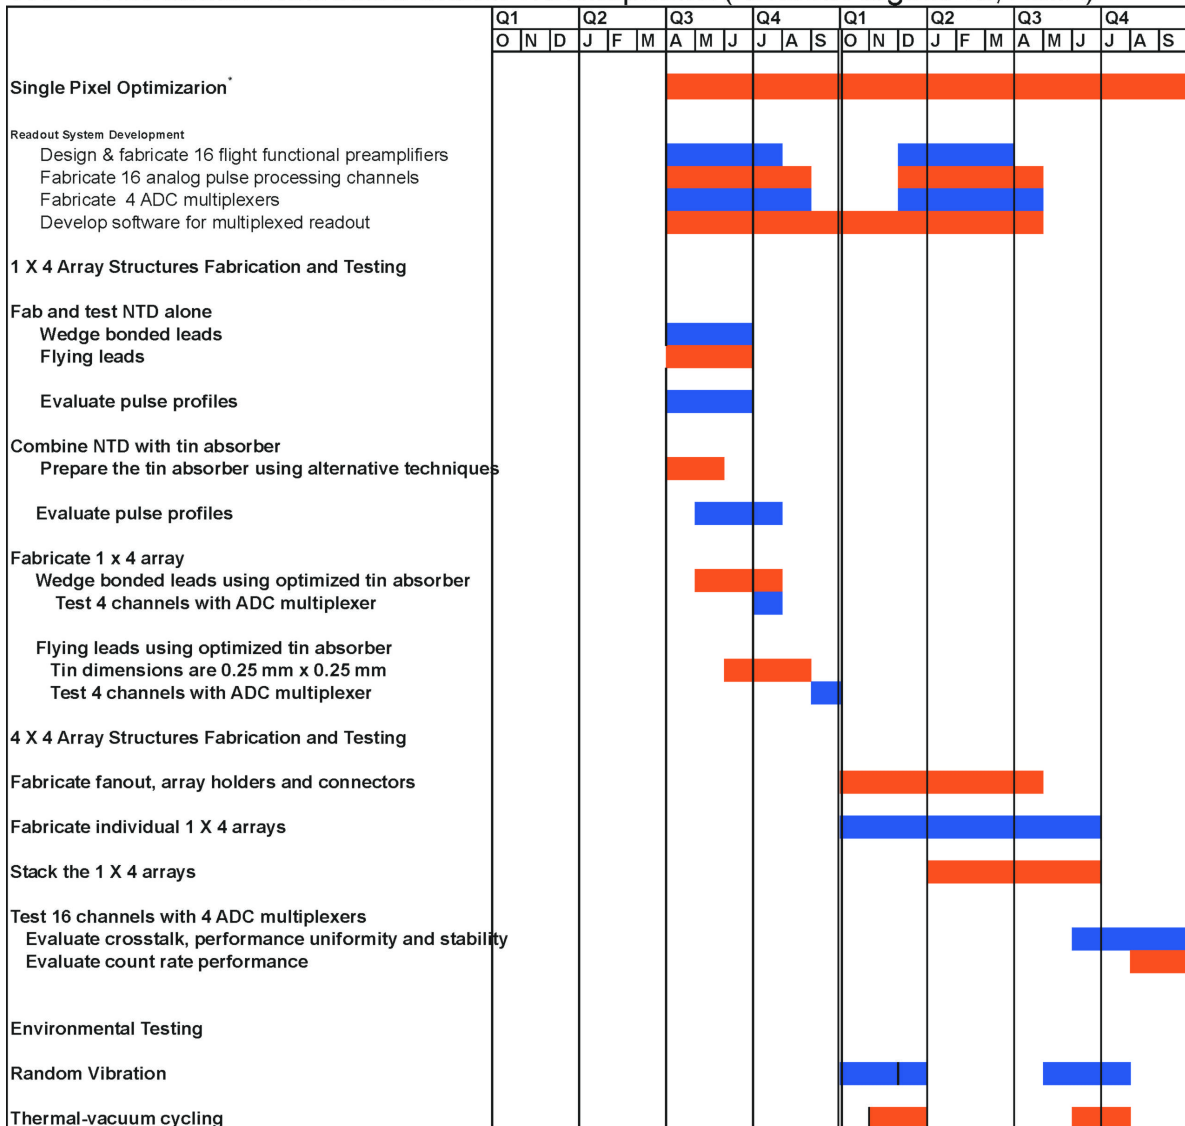 Q1 Q2 Q3 Q4 Q1 Q2 Q3 Q4
O N D J F M A M J J A S O N D J F M A M J J A S
Single Pixel Optimizarion*
Readout System Development
Design & fabricate 16 flight functional preamplifiers
Fabricate 16 analog pulse processing channels
Fabricate 4 ADC multiplexers
Develop software for multiplexed readout
1 X 4 Array Structures Fabrication and Testing
Fab and test NTD alone
Wedge bonded leads
Flying leads
Evaluate pulse profiles
Combine NTD with tin absorber
Prepare the tin absorber using alternative techniques
Evaluate pulse profiles
Fabricate 1 x 4 array
Wedge bonded leads using optimized tin absorber
Test 4 channels with ADC multiplexer
Flying leads using optimized tin absorber
Tin dimensions are 0.25 mm x 0.25 mm
Test 4 channels with ADC multiplexer
4 X 4 Array Structures Fabrication and Testing
Fabricate fanout, array holders and connectors
Fabricate individual 1 X 4 arrays
Stack the 1 X 4 arrays
Test 16 channels with 4 ADC multiplexers
Evaluate crosstalk, performance uniformity and stability
Evaluate count rate performance
Environmental Testing
Random Vibration
Thermal-vacuum cycling